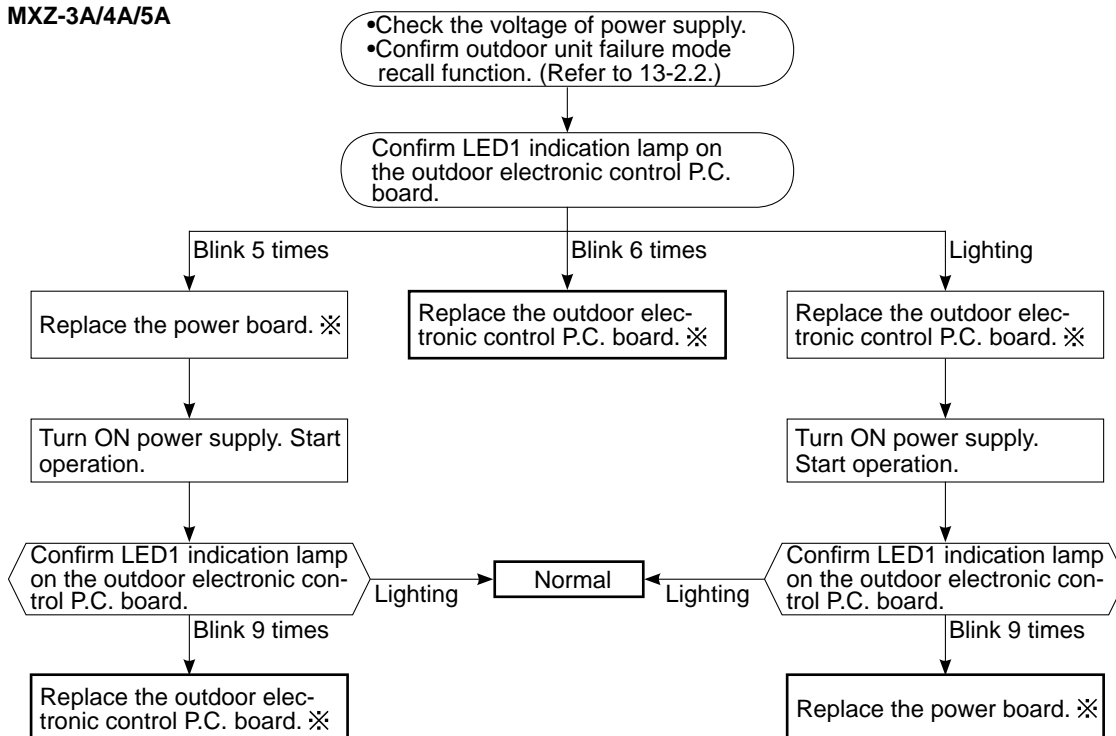 MXZ-3A/4A/5A
•Check the voltage of power supply.
•Confirm outdoor unit failure mode
recall function. (Refer to 13-2.2.)
Confirm LED1 indication lamp on
the outdoor electronic control P.C.
board.
Blink 5 times
Blink 6 times
Lighting
Replace the power board. ※
Replace the outdoor elec-
tronic control P.C. board. ※
Replace the outdoor elec-
tronic control P.C. board. ※
Turn ON power supply. Start
operation.
Turn ON power supply.
Start operation.
Confirm LED1 indication lamp
on the outdoor electronic con-
trol P.C. board.
Lighting
Normal
Lighting
Confirm LED1 indication lamp
on the outdoor electronic con-
trol P.C. board.
Blink 9 times
Blink 9 times
Replace the outdoor elec-
tronic control P.C. board. ※
Replace the power board. ※